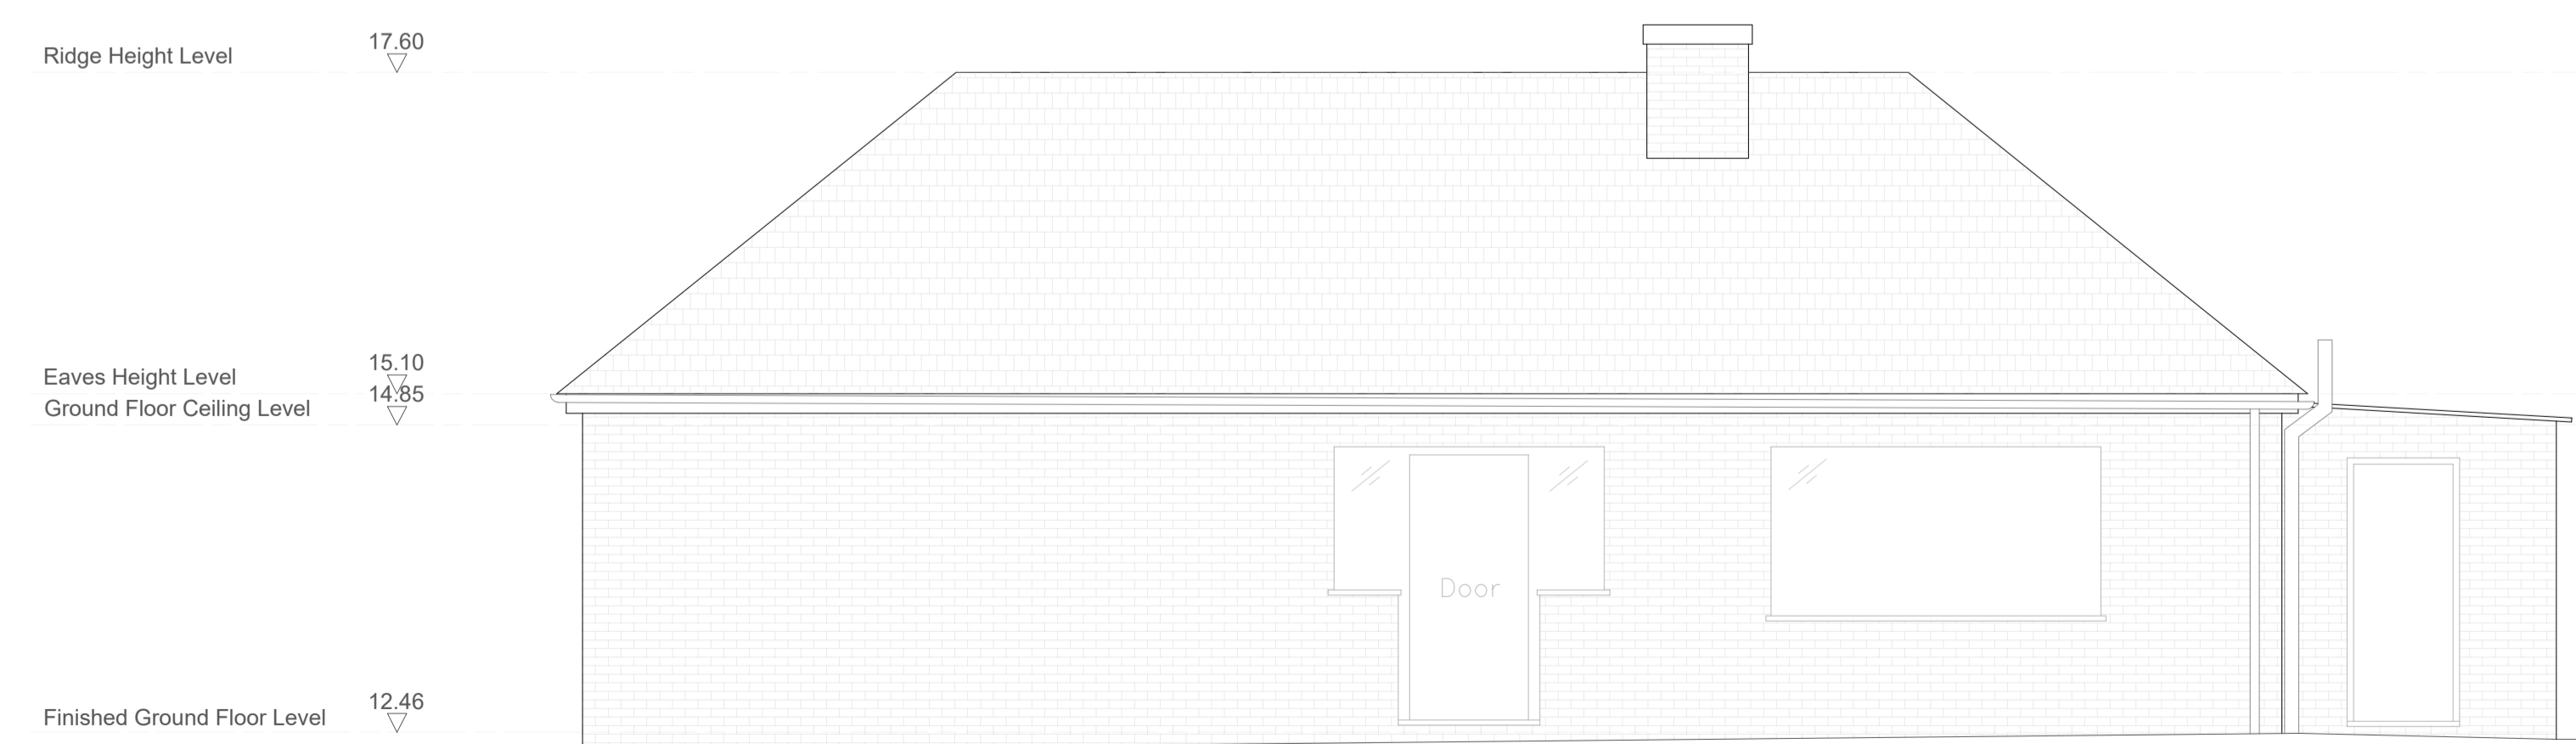 Ridge Height Level 17.60
Eaves Height Level 15.10
Ground Floor Ceiling Level 14.85
Door
Finished Ground Floor Level 12.46